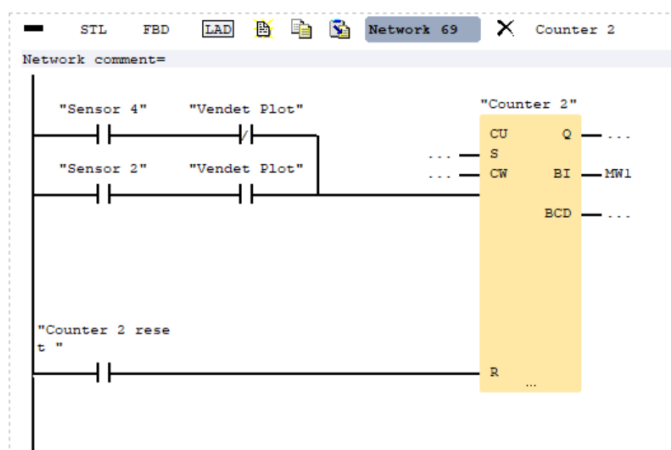 STL FBD LAD Network 69 Counter 2
Network comment=
"Sensor 4" "Vendet Plot" "Counter 2"
CU Q ...
... S
"Sensor 2" "Vendet Plot" ... CW BI MW1
BCD ...
"Counter 2 rese
t "
R
...